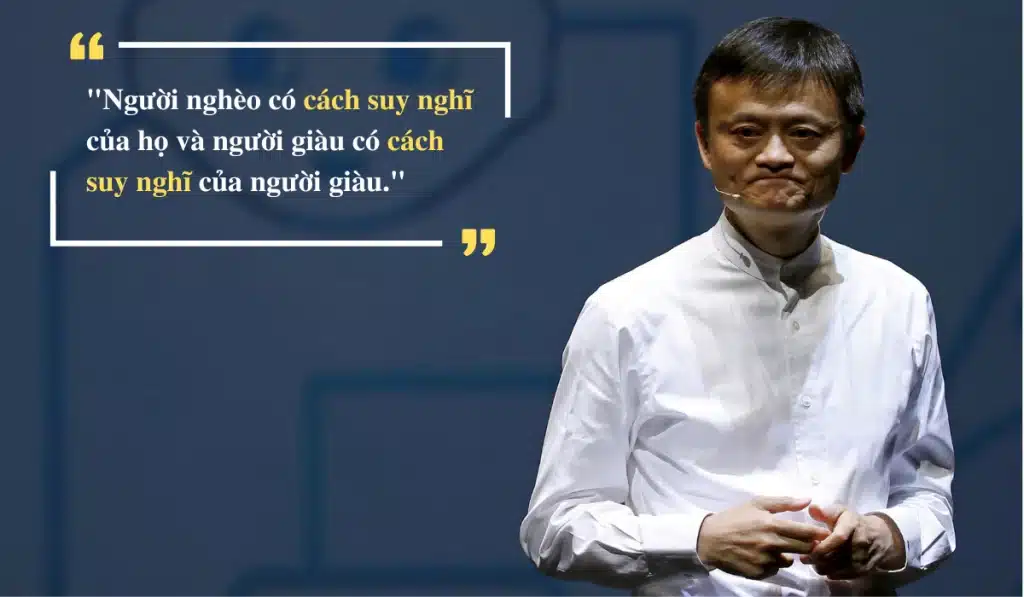 "Người nghèo có cách suy nghĩ
của họ và người giàu có cách
suy nghĩ của người giàu."